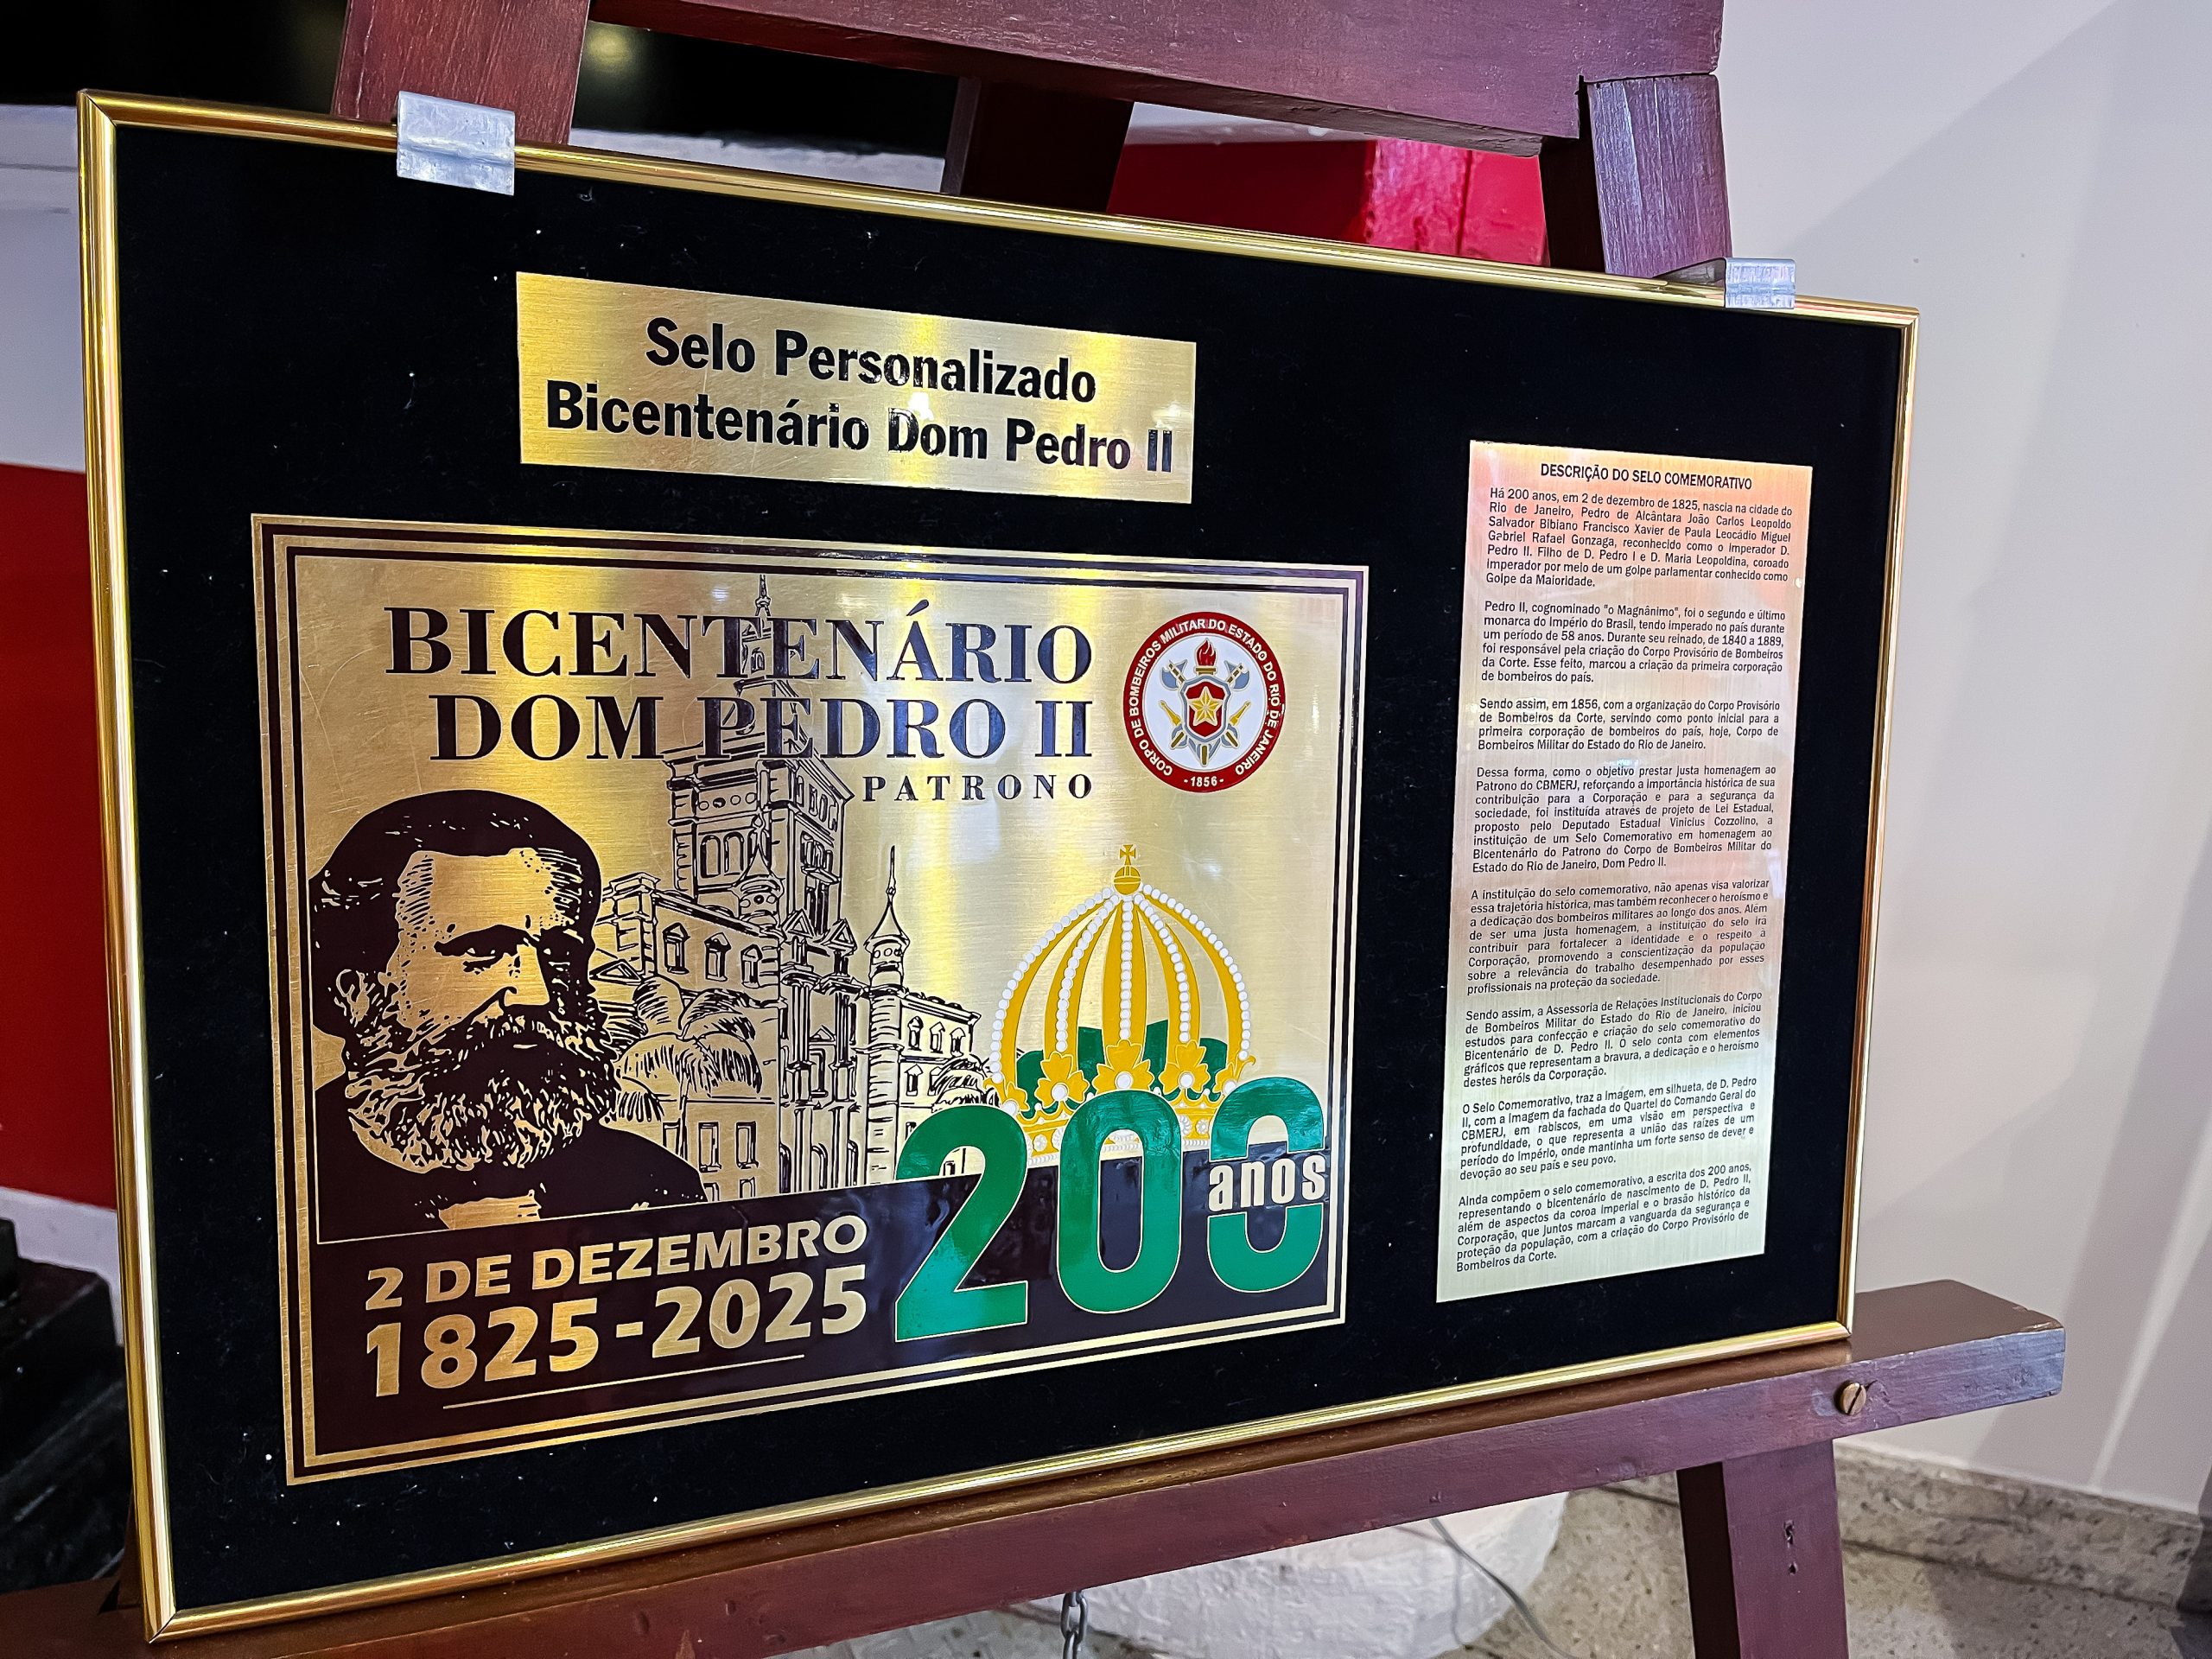 Selo Personalizado
Bicentenário Dom Pedro II
BICENTENÁRIO
DOM PEDRO II
PATRONO
CORPO DE BOMBEIROS MILITAR DO ESTADO DO RIO DE JANEIRO
- 1856 -
200
anos
2 DE DEZEMBRO
1825-2025
DESCRIÇÃO DO SELO COMEMORATIVO
Há 200 anos, em 2 de dezembro de 1825, nascia na cidade do
Rio de Janeiro, Pedro de Alcântara João Carlos Leopoldo
Salvador Bibiano Francisco Xavier de Paula Leocádio Miguel
Gabriel Rafael Gonzaga, reconhecido como o imperador D.
Pedro II. Filho de D. Pedro I e D. Maria Leopoldina, coroado
Imperador por meio de um golpe parlamentar conhecido como
Golpe da Maioridade.
Pedro II, cognominado "o Magnânimo", foi o segundo e último
monarca do Império do Brasil, tendo imperado no país durante
um período de 58 anos. Durante seu reinado, de 1840 a 1889,
foi responsável pela criação do Corpo Provisório de Bombeiros
da Corte. Esse feito, marcou a criação da primeira corporação
de bombeiros do país.
Sendo assim, em 1856, com a organização do Corpo Provisório
de Bombeiros da Corte, servindo como ponto inicial para a
primeira corporação de bombeiros do país, hoje, Corpo de
Bombeiros Militar do Estado do Rio de Janeiro.
Dessa forma, como o objetivo prestar justa homenagem ao
Patrono do CBMERJ, reforçando a importância histórica de sua
contribuição para a Corporação e para a segurança da
sociedade, foi instituída através de projeto de Lei Estadual,
proposto pelo Deputado Estadual Vinicius Cozzolino, a
instituição de um Selo Comemorativo em homenagem ao
Bicentenário do Patrono do Corpo de Bombeiros Militar do
Estado do Rio de Janeiro, Dom Pedro II.
A instituição do selo comemorativo, não apenas visa valorizar
essa trajetória histórica, mas também reconhecer o heroísmo e
a dedicação dos bombeiros militares ao longo dos anos. Além
de ser uma justa homenagem, a instituição do selo irá
contribuir para fortalecer a identidade e o respeito à
Corporação, promovendo a conscientização da população
sobre a relevância do trabalho desempenhado por esses
profissionais na proteção da sociedade.
Sendo assim, a Assessoria de Relações Institucionais do Corpo
de Bombeiros Militar do Estado do Rio de Janeiro, iniciou
estudos para confecção e criação do selo comemorativo do
Bicentenário de D. Pedro II. O selo conta com elementos
gráficos que representam a bravura, a dedicação e o heroísmo
destes heróis da Corporação.
O Selo Comemorativo, traz a imagem, em silhueta, de D. Pedro
II, com a imagem da fachada do Quartel do Comando Geral do
CBMERJ, em rabiscos, em uma visão em perspectiva e
profundidade, o que representa a união das raízes de um
período do Império, onde mantinha um forte senso de dever e
devoção ao seu país e seu povo.
Ainda compõem o selo comemorativo, a escrita dos 200 anos,
representando o bicentenário de nascimento de D. Pedro II,
além de aspectos da coroa imperial e o brasão histórico da
Corporação, que juntos marcam a vanguarda da segurança e
proteção da população, com a criação do Corpo Provisório de
Bombeiros da Corte.